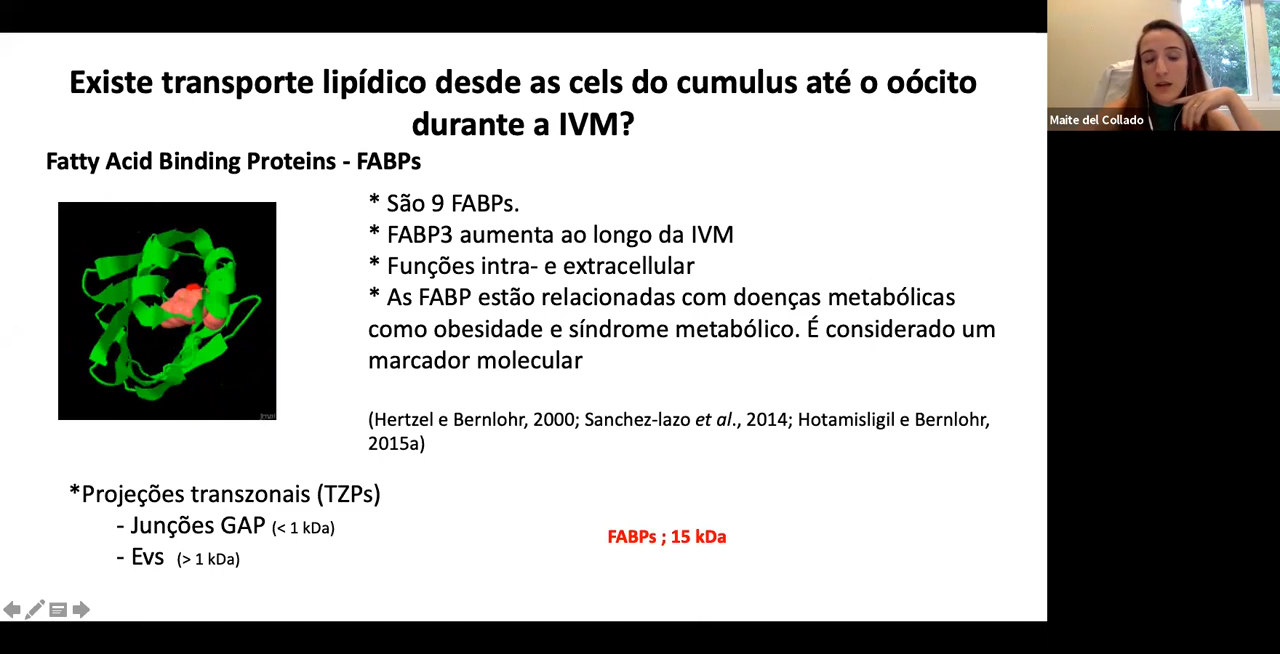 Existe transporte lipídico desde as cels do cumulus até o oócito
durante a IVM?
Maite del Collado
Fatty Acid Binding Proteins - FABPs
* São 9 FABPs.
* FABP3 aumenta ao longo da IVM
* Funções intra- e extracellular
* As FABP estão relacionadas com doenças metabólicas
como obesidade e síndrome metabólico. É considerado um
marcador molecular
(Hertzel e Bernlohr, 2000; Sanchez-lazo et al., 2014; Hotamisligil e Bernlohr,
2015a)
*Projeções transzonais (TZPs)
- Junções GAP (< 1 kDa)
- Evs (> 1 kDa)
FABPs ; 15 kDa